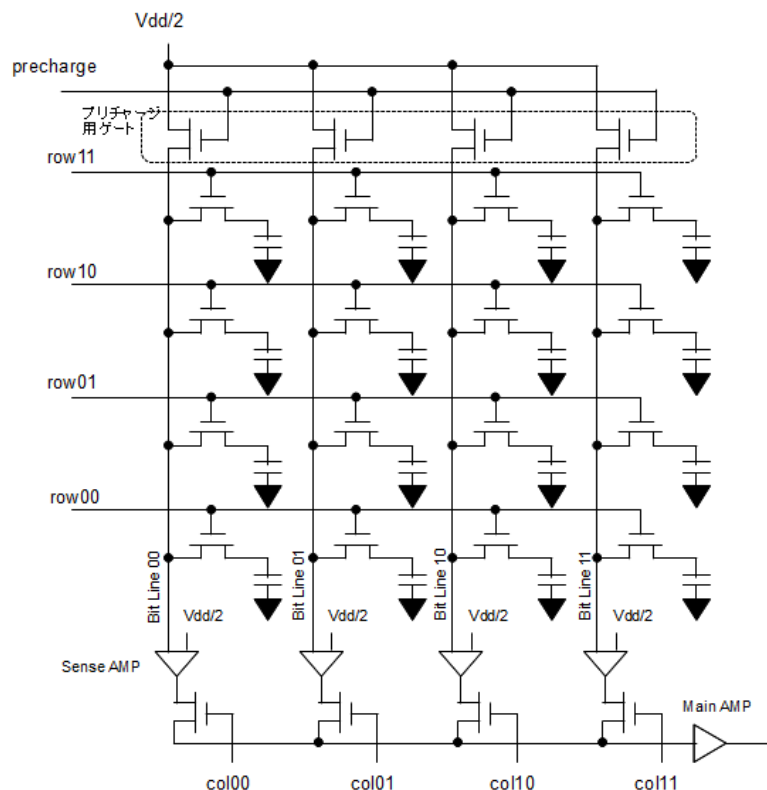 Vdd/2
precharge
プリチャージ
用ゲート
row11
row10
row01
row00
Bit Line 00
Bit Line 01
Bit Line 10
Bit Line 11
Vdd/2
Vdd/2
Vdd/2
Vdd/2
Sense AMP
Main AMP
col00
col01
col10
col11